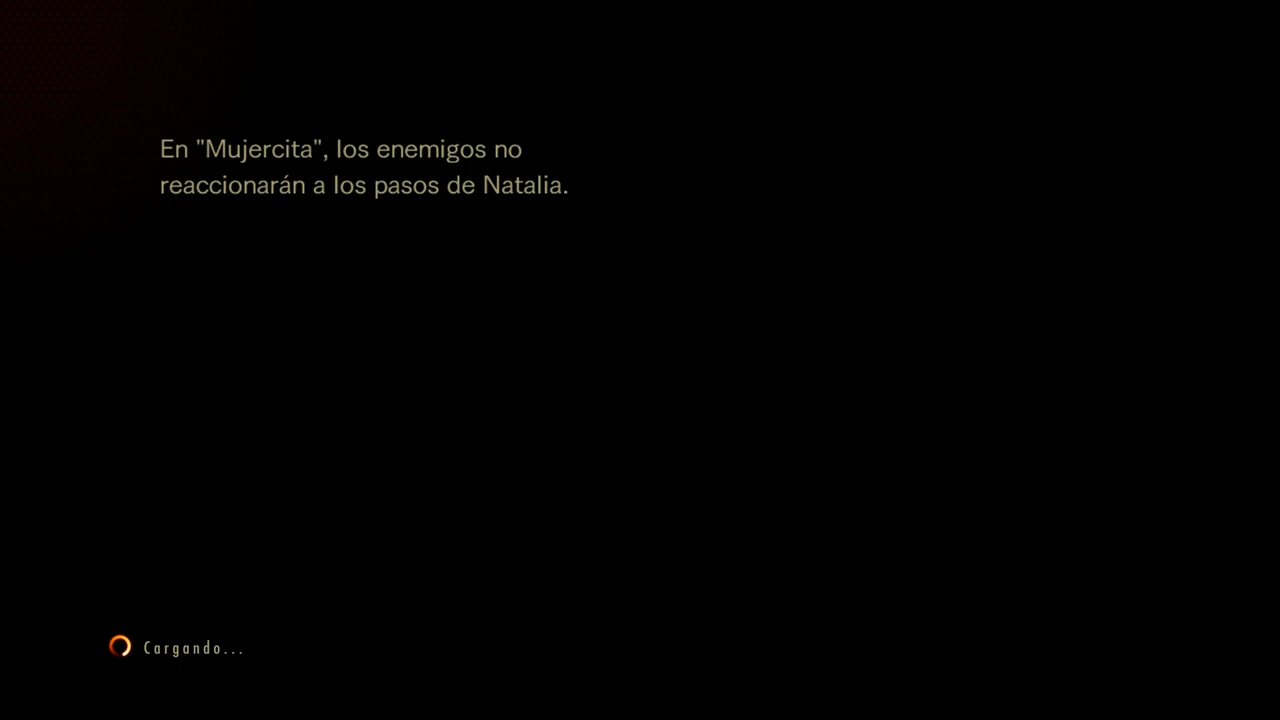 En "Mujercita", los enemigos no
reaccionarán a los pasos de Natalia.
Cargando...